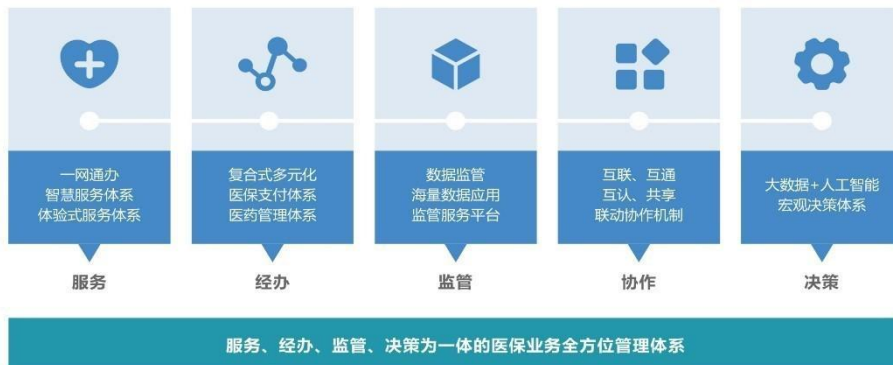 一网通办
智慧服务体系
体验式服务体系
服务
复合式多元化
医保支付体系
医药管理体系
经办
数据监管
海量数据应用
监管服务平台
监管
互联、互通
互认、共享
联动协作机制
协作
大数据+人工智能
宏观决策体系
决策
服务、经办、监管、决策为一体的医保业务全方位管理体系